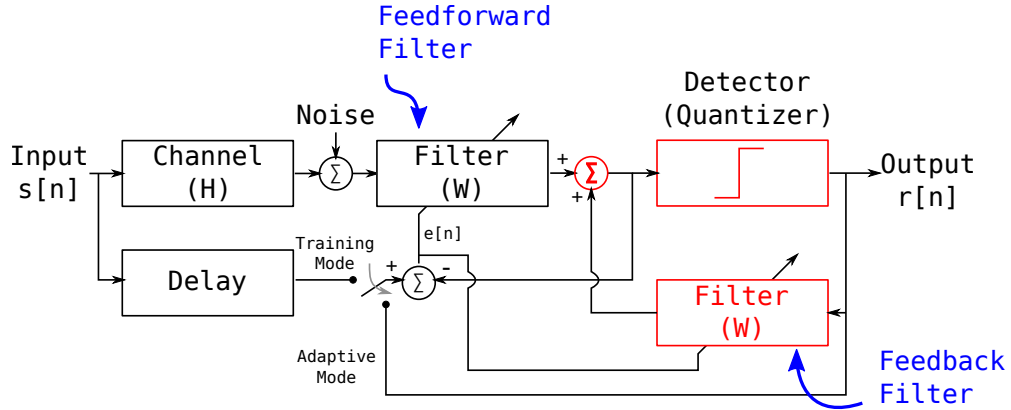 Feedforward
Filter
Detector
(Quantizer)
Noise
Input
s[n]
Channel
(H)
Σ
Filter
(W)
+
Σ
+
Output
r[n]
e[n]
Training
Mode
Delay
+
Σ
-
Filter
(W)
Adaptive
Mode
Feedback
Filter